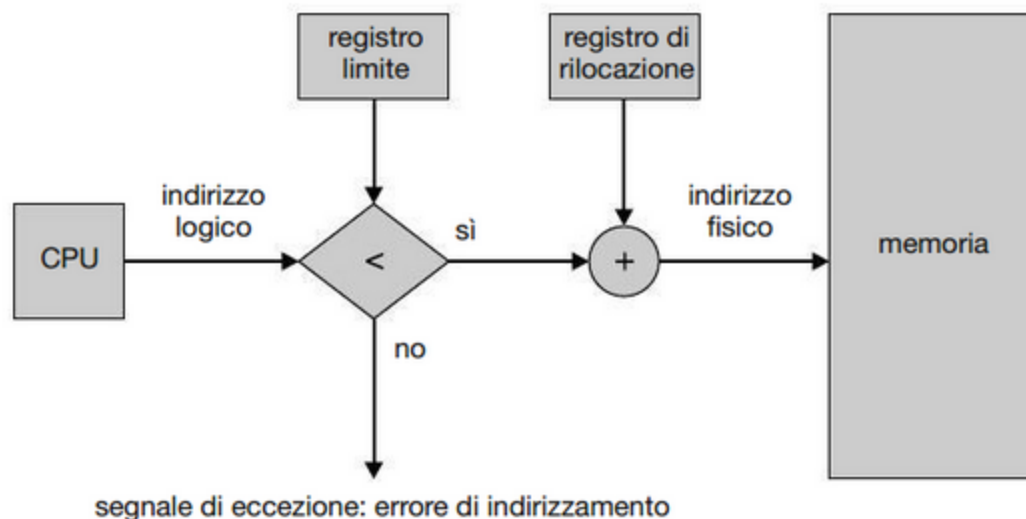 registro
limite
registro di
rilocazione
indirizzo
logico
indirizzo
fisico
CPU
<
sì
+
memoria
no
segnale di eccezione: errore di indirizzamento